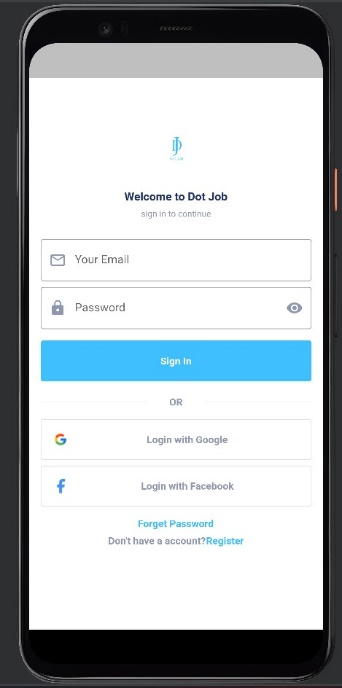 Welcome to Dot Job
sign in to continue
Your Email
Password
Sign In
OR
Login with Google
Login with Facebook
Forget Password
Don't have a account?Register